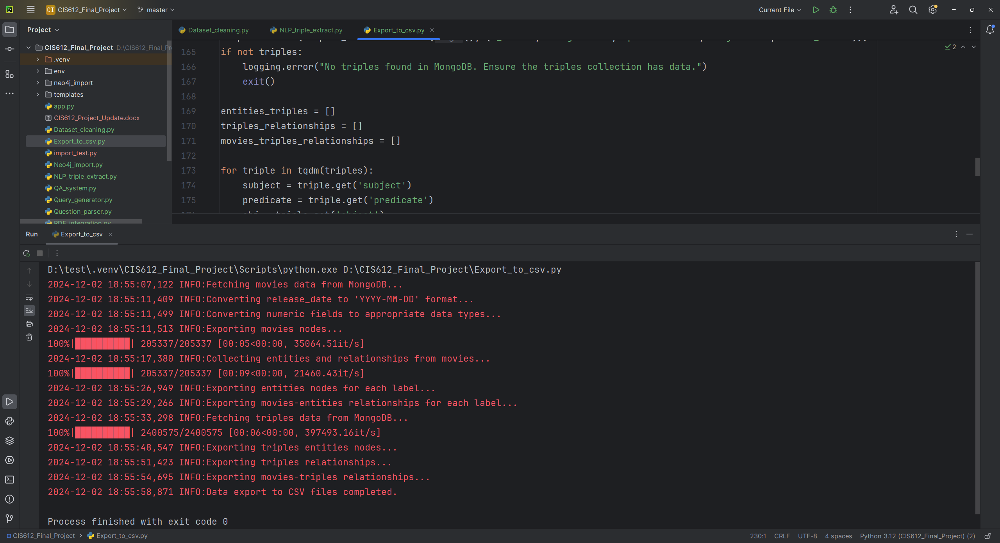 CI CIS612_Final_Project master Current File
Project
CIS612_Final_Project D:\CIS612_Final_Pr
.venv
env
neo4j_import
templates
app.py
CIS612_Project_Update.docx
Dataset_cleaning.py
Export_to_csv.py
import_test.py
Neo4j_import.py
NLP_triple_extract.py
QA_system.py
Query_generator.py
Question_parser.py
RDF_integration.py
Dataset_cleaning.py NLP_triple_extract.py Export_to_csv.py
2
165 if not triples:
166 logging.error("No triples found in MongoDB. Ensure the triples collection has data.")
167 exit()
168
169 entities_triples = []
170 triples_relationships = []
171 movies_triples_relationships = []
172
173 for triple in tqdm(triples):
174 subject = triple.get('subject')
175 predicate = triple.get('predicate')
Run Export_to_csv
D:\test\.venv\CIS612_Final_Project\Scripts\python.exe D:\CIS612_Final_Project\Export_to_csv.py
2024-12-02 18:55:07,122 INFO:Fetching movies data from MongoDB...
2024-12-02 18:55:11,409 INFO:Converting release_date to 'YYYY-MM-DD' format...
2024-12-02 18:55:11,499 INFO:Converting numeric fields to appropriate data types...
2024-12-02 18:55:11,513 INFO:Exporting movies nodes...
100%|██████████| 205337/205337 [00:05<00:00, 35064.51it/s]
2024-12-02 18:55:17,380 INFO:Collecting entities and relationships from movies...
100%|██████████| 205337/205337 [00:09<00:00, 21460.43it/s]
2024-12-02 18:55:26,949 INFO:Exporting entities nodes for each label...
2024-12-02 18:55:29,266 INFO:Exporting movies-entities relationships for each label...
2024-12-02 18:55:33,298 INFO:Fetching triples data from MongoDB...
100%|██████████| 2400575/2400575 [00:06<00:00, 397493.16it/s]
2024-12-02 18:55:48,547 INFO:Exporting triples entities nodes...
2024-12-02 18:55:51,423 INFO:Exporting triples relationships...
2024-12-02 18:55:54,695 INFO:Exporting movies-triples relationships...
2024-12-02 18:55:58,871 INFO:Data export to CSV files completed.
Process finished with exit code 0
CIS612_Final_Project > Export_to_csv.py 230:1 CRLF UTF-8 4 spaces Python 3.12 (CIS612_Final_Project) (2)